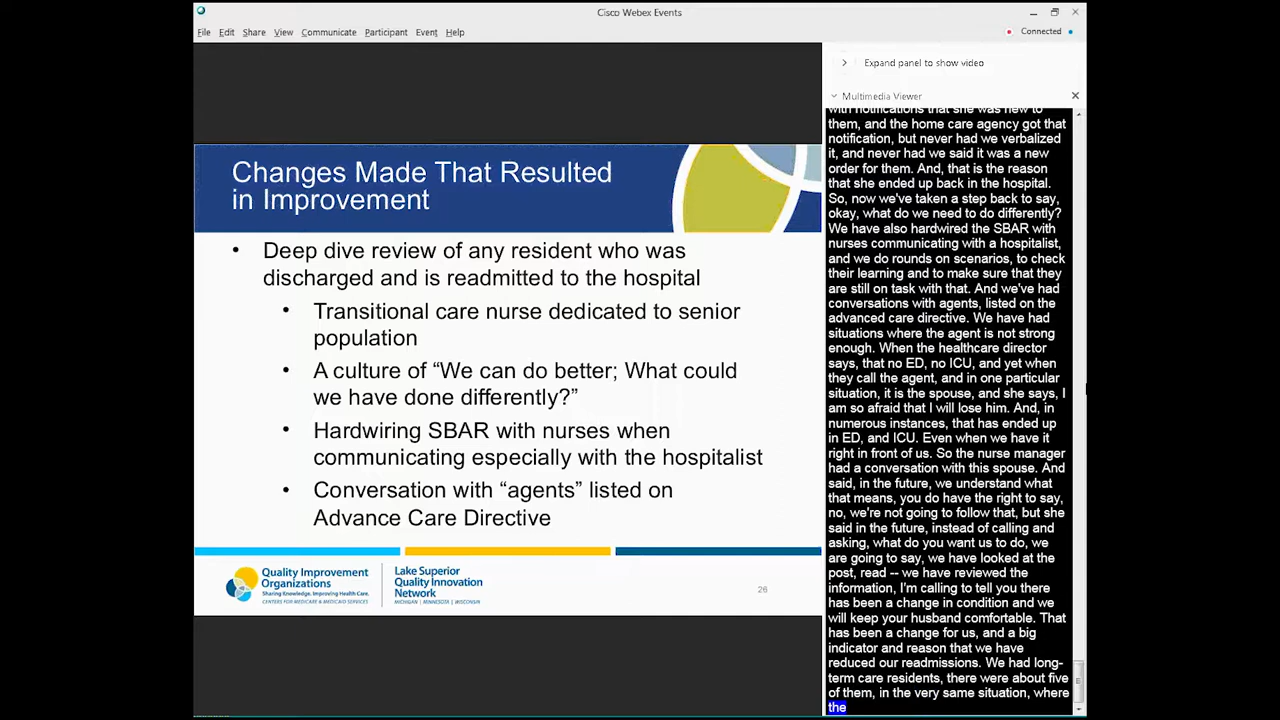 Cisco Webex Events
File Edit Share View Communicate Participant Event Help
Connected
Expand panel to show video
Multimedia Viewer
Changes Made That Resulted
in Improvement
• Deep dive review of any resident who was
discharged and is readmitted to the hospital
• Transitional care nurse dedicated to senior
population
• A culture of “We can do better; What could
we have done differently?”
• Hardwiring SBAR with nurses when
communicating especially with the hospitalist
• Conversation with “agents” listed on
Advance Care Directive
Quality Improvement
Organizations
Sharing Knowledge. Improving Health Care.
CENTERS FOR MEDICARE & MEDICAID SERVICES
Lake Superior
Quality Innovation
Network
MICHIGAN | MINNESOTA | WISCONSIN
26
with notifications that she was new to
them, and the home care agency got that
notification, but never had we verbalized
it, and never had we said it was a new
order for them. And, that is the reason
that she ended up back in the hospital.
So, now we've taken a step back to say,
okay, what do we need to do differently?
We have also hardwired the SBAR with
nurses communicating with a hospitalist,
and we do rounds on scenarios, to check
their learning and to make sure that they
are still on task with that. And we've had
conversations with agents, listed on the
advanced care directive. We have had
situations where the agent is not strong
enough. When the healthcare director
says, that no ED, no ICU, and yet when
they call the agent, and in one particular
situation, it is the spouse, and she says, I
am so afraid that I will lose him. And, in
numerous instances, that has ended up
in ED, and ICU. Even when we have it
right in front of us. So the nurse manager
had a conversation with this spouse. And
said, in the future, we understand what
that means, you do have the right to say,
no, we're not going to follow that, but she
said in the future, instead of calling and
asking, what do you want us to do, we
are going to say, we have looked at the
post, read -- we have reviewed the
information, I'm calling to tell you there
has been a change in condition and we
will keep your husband comfortable. That
has been a change for us, and a big
indicator and reason that we have
reduced our readmissions. We had long-
term care residents, there were about five
of them, in the very same situation, where
the